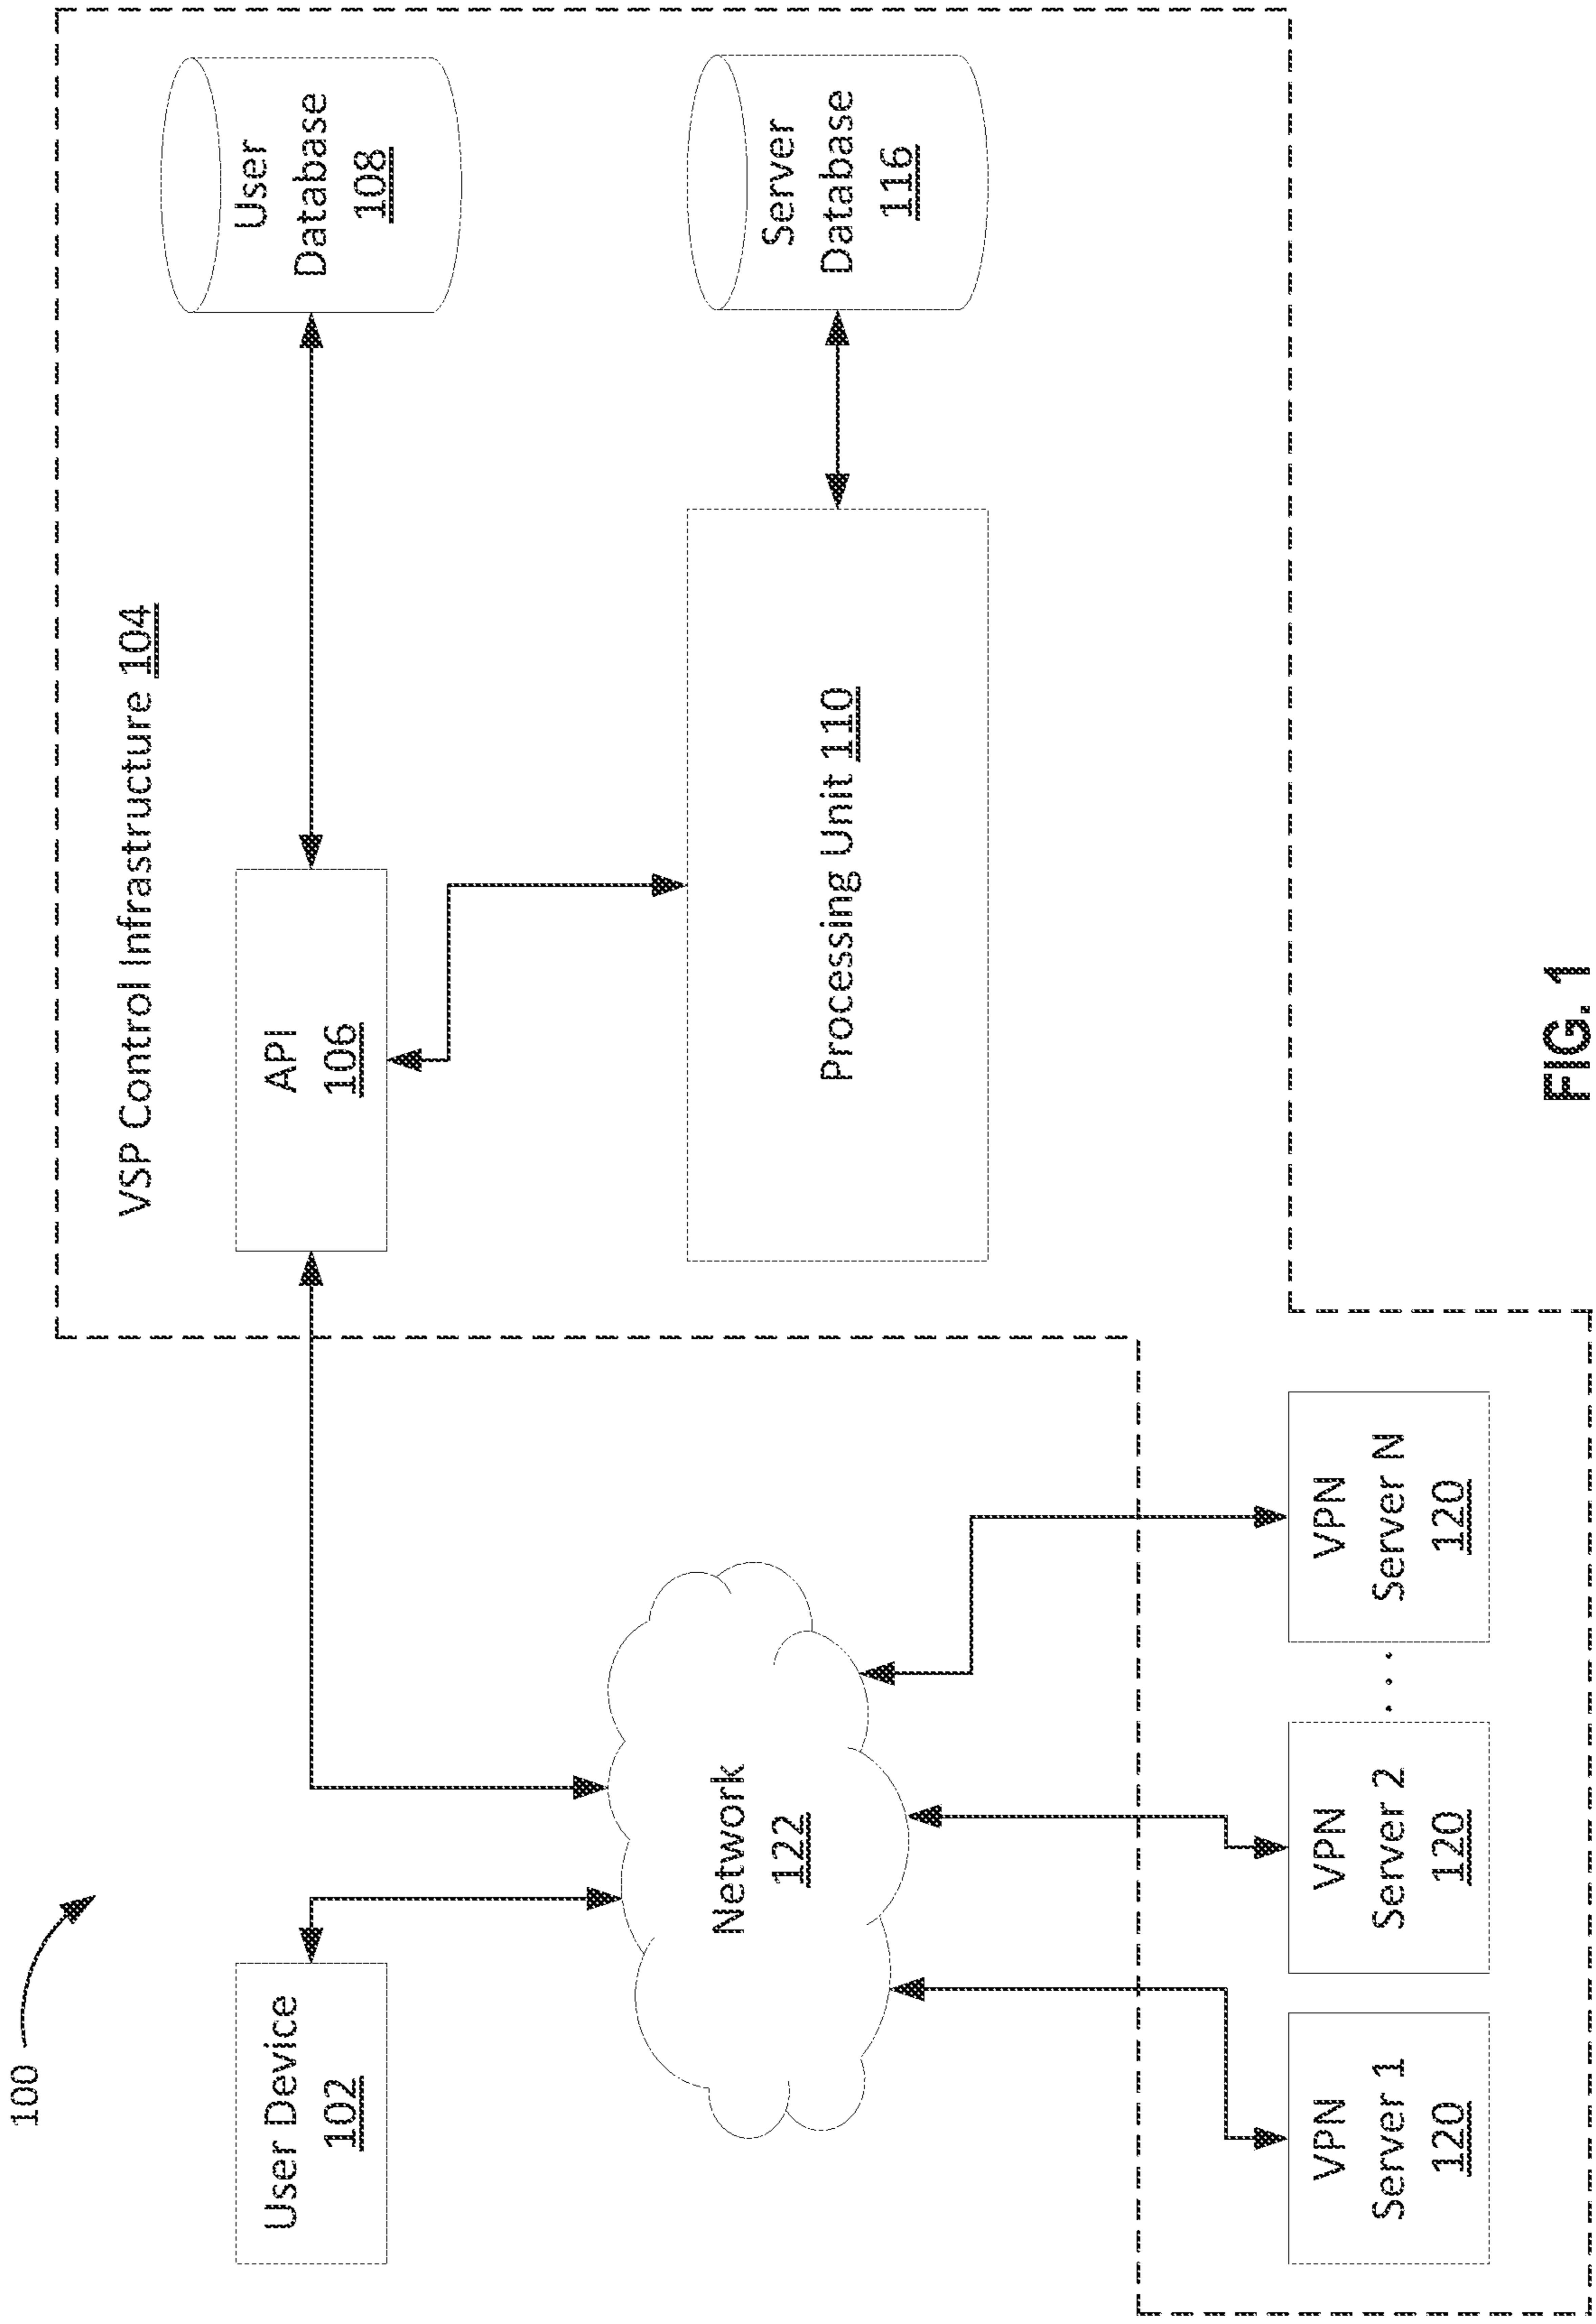 100
VSP Control Infrastructure 104
User Device
102
API
106
User
Database
108
Network
122
Processing Unit 110
Server
Database
116
VPN
Server 1
120
VPN
Server 2
120
. . .
VPN
Server N
120
FIG. 1